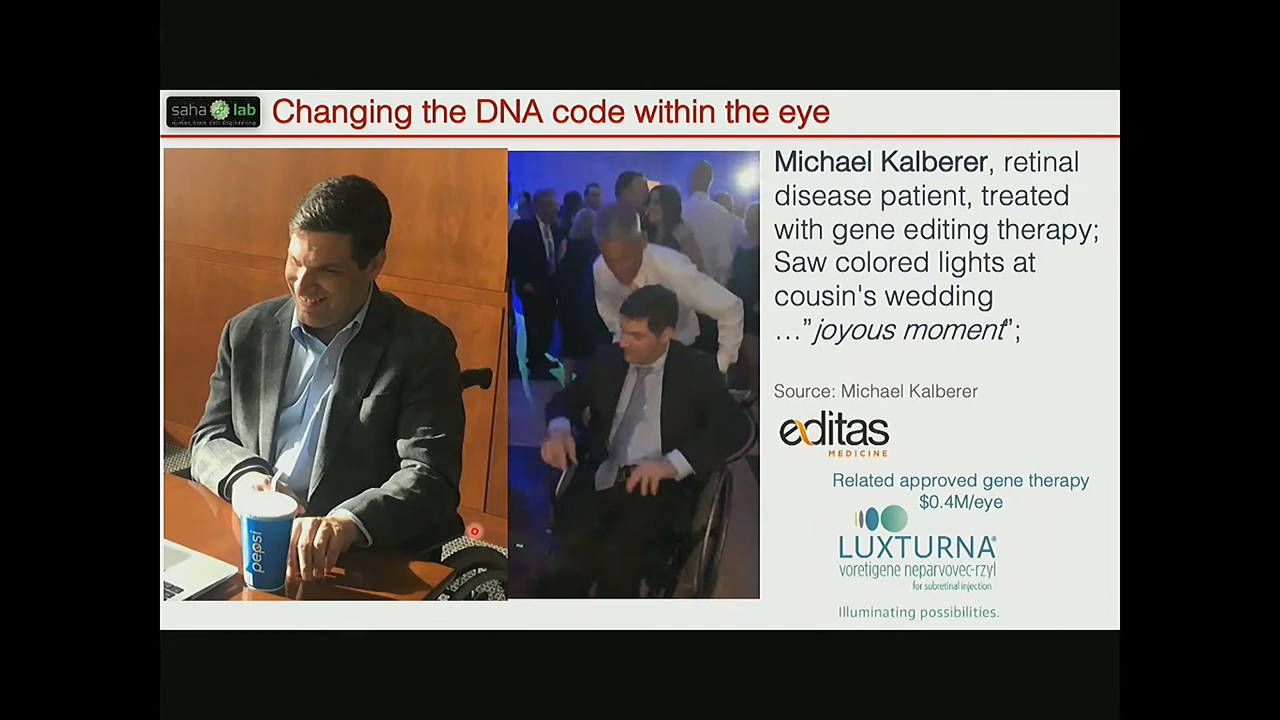 saha lab
Human Stem Cell Engineering
Changing the DNA code within the eye
Michael Kalberer, retinal
disease patient, treated
with gene editing therapy;
Saw colored lights at
cousin's wedding
…”joyous moment”;
Source: Michael Kalberer
editas
MEDICINE
Related approved gene therapy
$0.4M/eye
LUXTURNA®
voretigene neparvovec-rzyl
for subretinal injection
Illuminating possibilities.
pepsi